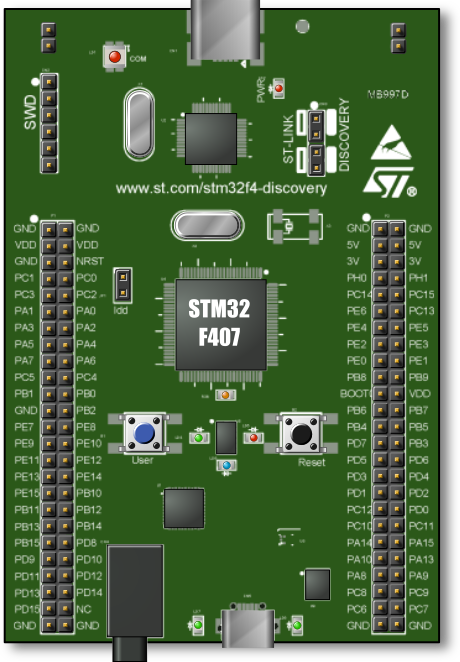 COM
PWR
MB997D
SWD
ST-LINK
DISCOVERY
www.st.com/stm32f4-discovery
ST®
GND GND
VDD VDD
GND NRST
PC1 PC0
PC3 PC2
PA1 PA0
PA3 PA2
PA5 PA4
PA7 PA6
PC5 PC4
PB1 PB0
GND PB2
PE7 PE8
PE9 PE10
PE11 PE12
PE13 PE14
PE15 PB10
PB11 PB12
PB13 PB14
PB15 PD8
PD9 PD10
PD11 PD12
PD13 PD14
PD15 NC
GND GND
Idd
STM32
F407
User
Reset
GND GND
5V 5V
3V 3V
PH0 PH1
PC14 PC15
PE6 PC13
PE4 PE5
PE2 PE3
PE0 PE1
PB8 PB9
BOOT0 VDD
PB6 PB7
PB4 PB5
PD7 PB3
PD5 PD6
PD3 PD4
PD1 PD2
PC12 PD0
PC10 PC11
PA14 PA15
PA10 PA13
PA8 PA9
PC8 PC9
PC6 PC7
GND GND